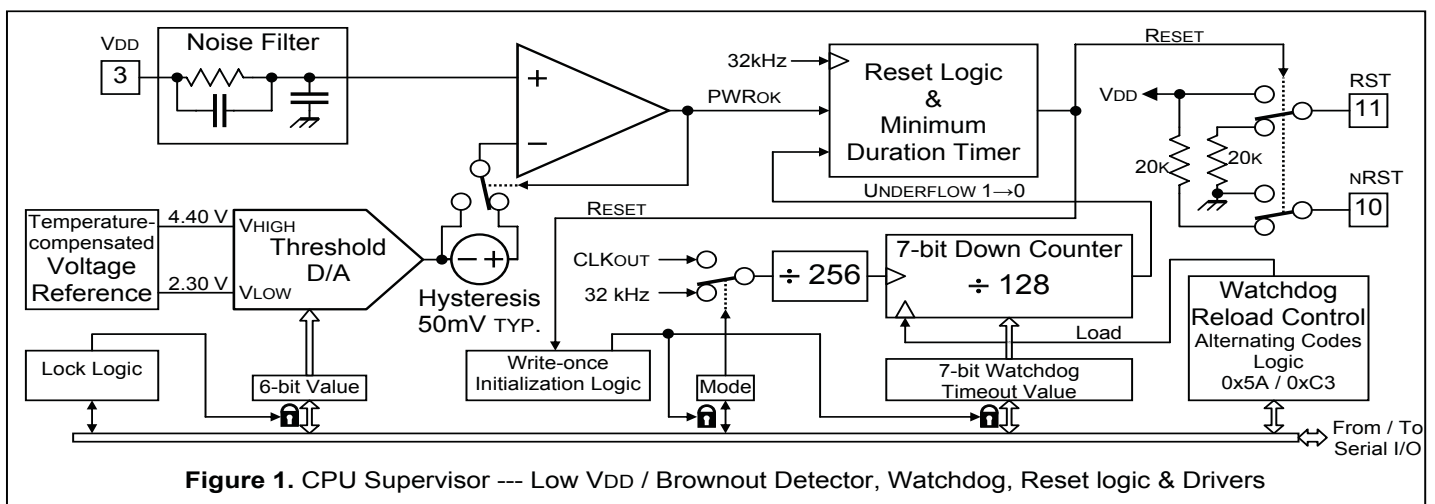 VDD
3
Noise Filter
+
−
32kHz
PWROK
Reset Logic
&
Minimum
Duration Timer
RESET
VDD
20K
20K
RST
11
NRST
10
UNDERFLOW 1→0
Temperature-
compensated
Voltage
Reference
4.40 V
2.30 V
VHIGH
Threshold
D/A
VLOW
− +
Hysteresis
50mV TYP.
RESET
CLKOUT
32 kHz
÷ 256
7-bit Down Counter
÷ 128
Load
Watchdog
Reload Control
Alternating Codes
Logic
0x5A / 0xC3
Lock Logic
6-bit Value
Write-once
Initialization Logic
Mode
7-bit Watchdog
Timeout Value
From / To
Serial I/O
Figure 1. CPU Supervisor --- Low VDD / Brownout Detector, Watchdog, Reset logic & Drivers